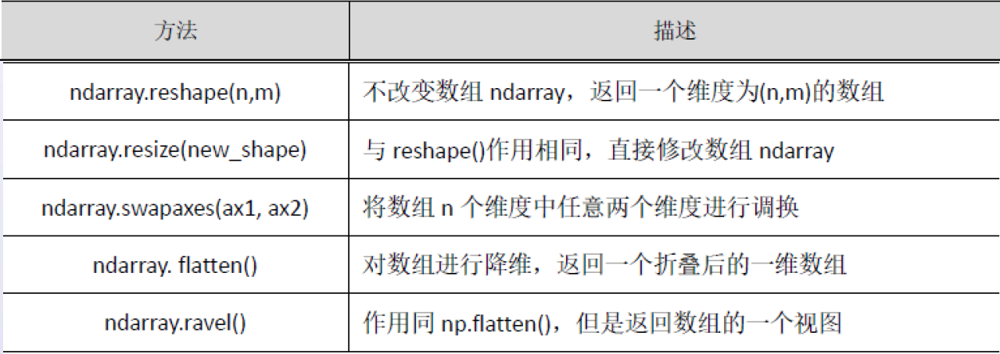 方法 描述
ndarray.reshape(n,m) 不改变数组 ndarray，返回一个维度为(n,m)的数组
ndarray.resize(new_shape) 与 reshape()作用相同，直接修改数组 ndarray
ndarray.swapaxes(ax1, ax2) 将数组 n 个维度中任意两个维度进行调换
ndarray. flatten() 对数组进行降维，返回一个折叠后的一维数组
ndarray.ravel() 作用同 np.flatten()，但是返回数组的一个视图